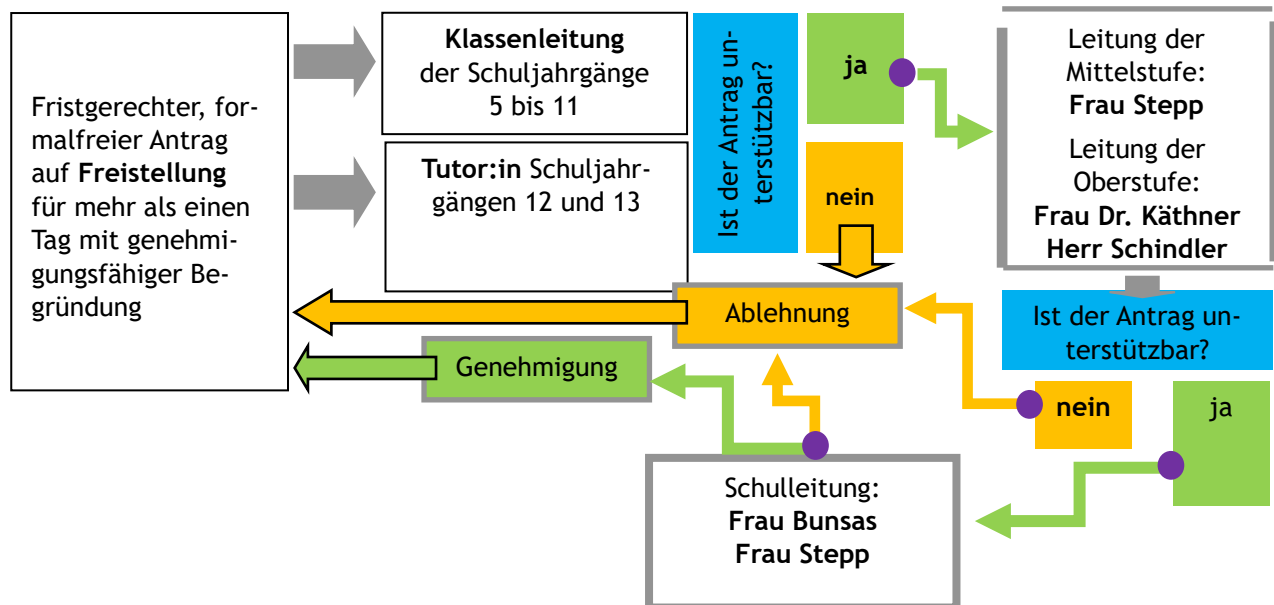 Fristgerechter, for-
malfreier Antrag
auf Freistellung
für mehr als einen
Tag mit genehmi-
gungsfähiger Be-
gründung
Klassenleitung
der Schuljahrgänge
5 bis 11
Tutor:in Schuljahr-
gängen 12 und 13
Ist der Antrag un-
terstützbar?
ja
nein
Leitung der
Mittelstufe:
Frau Stepp
Leitung der
Oberstufe:
Frau Dr. Käthner
Herr Schindler
Ist der Antrag un-
terstützbar?
nein
ja
Ablehnung
Genehmigung
Schulleitung:
Frau Bunsas
Frau Stepp